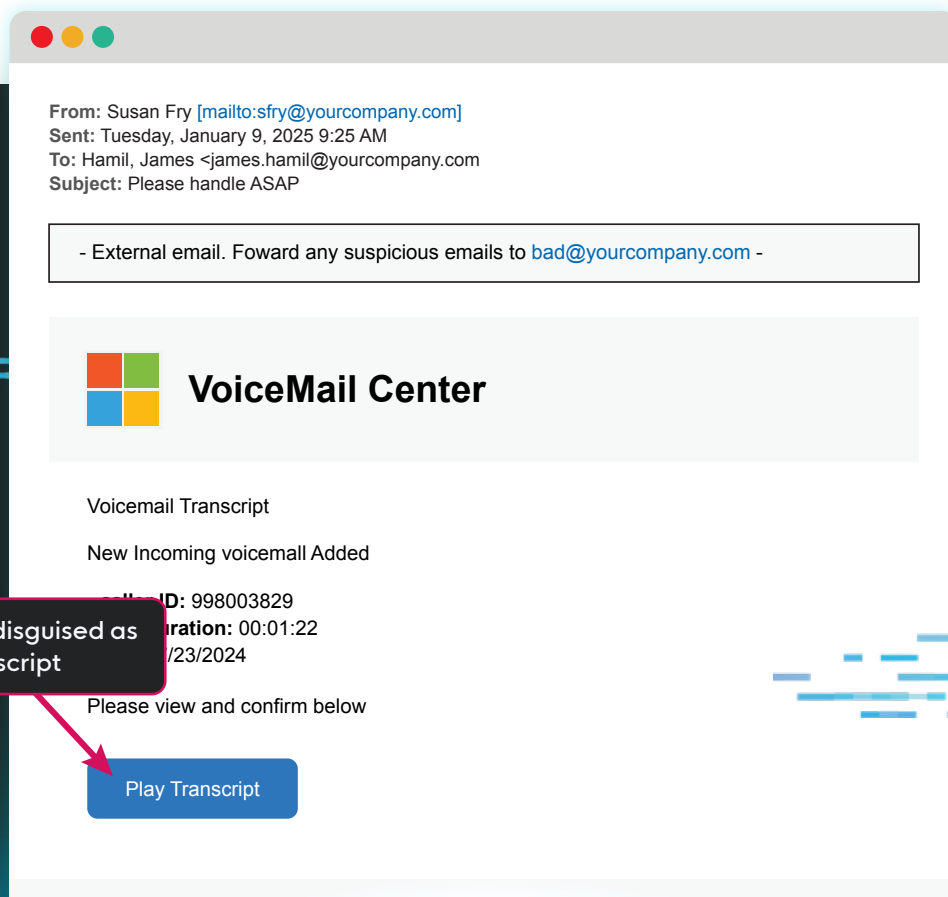 From: Susan Fry [mailto:sfry@yourcompany.com]
Sent: Tuesday, January 9, 2025 9:25 AM
To: Hamil, James <james.hamil@yourcompany.com
Subject: Please handle ASAP
- External email. Foward any suspicious emails to bad@yourcompany.com -
VoiceMail Center
Voicemail Transcript
New Incoming voicemall Added
ID: 998003829
disguised as
00:01:22
/23/2024
Please view and confirm below
Play Transcript